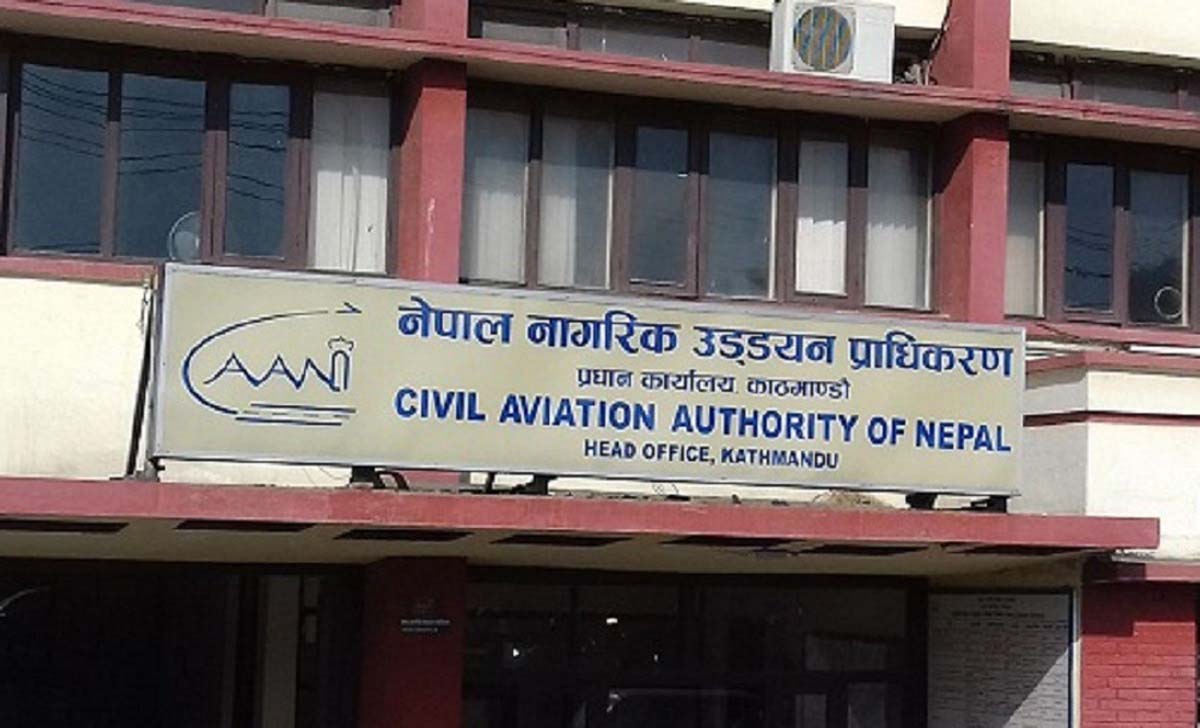 CAAN
नेपाल नागरिक उड्डयन प्राधिकरण
प्रधान कार्यालय, काठमाण्डौ
CIVIL AVIATION AUTHORITY OF NEPAL
HEAD OFFICE, KATHMANDU